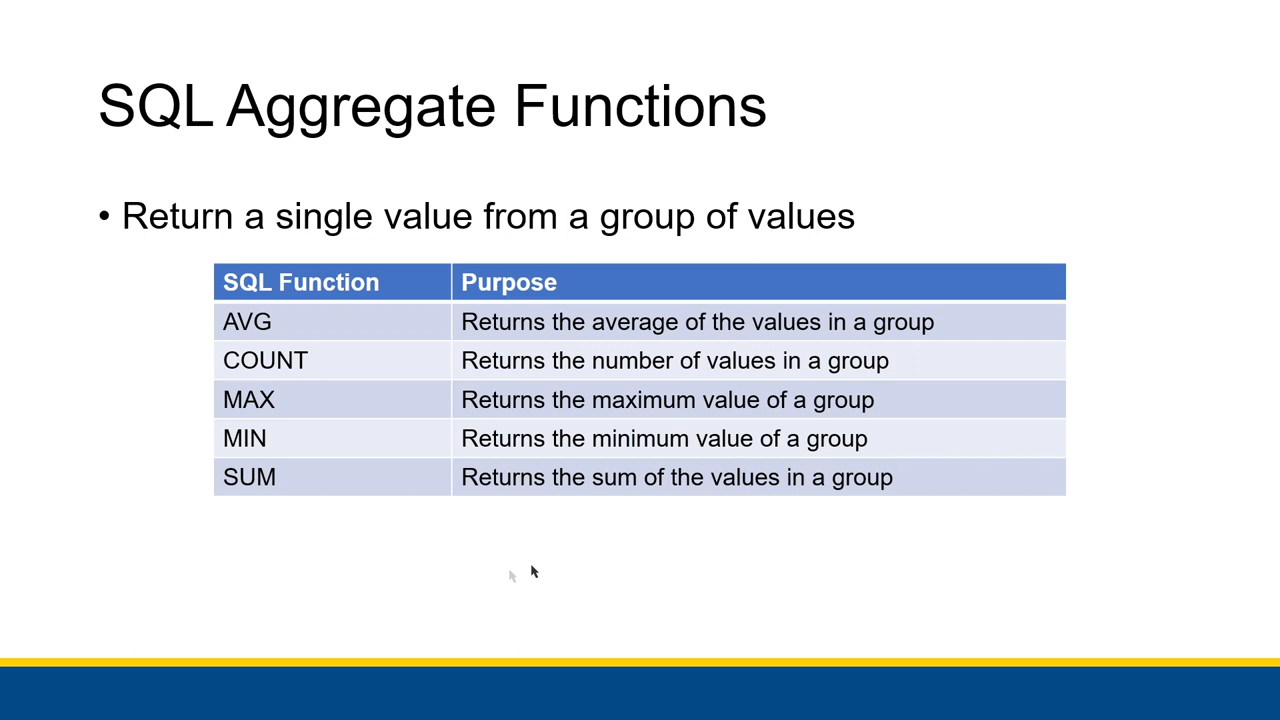 SQL Aggregate Functions
• Return a single value from a group of values
SQL Function Purpose
AVG Returns the average of the values in a group
COUNT Returns the number of values in a group
MAX Returns the maximum value of a group
MIN Returns the minimum value of a group
SUM Returns the sum of the values in a group